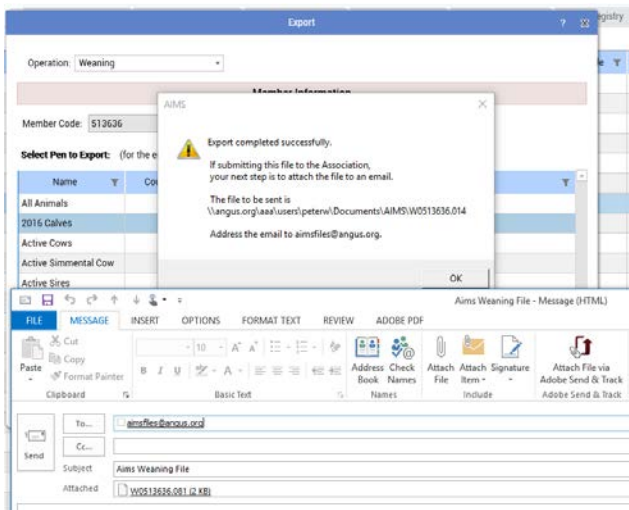 egistry
Export
? x
Operation: Weaning
le
Member Information
AIMS
Member Code: 513636
Export completed successfully.
If submitting this file to the Association,
your next step is to attach the file to an email.
Select Pen to Export: (for the e
The file to be sent is
\\angus.org\aaa\users\peterw\Documents\AIMS\W0513636.014
Name Cou
All Animals
Address the email to aimsfiles@angus.org.
2016 Calves
Active Cows
Active Simmental Cow
OK
Active Sires
Aims Weaning File - Message (HTML)
FILE MESSAGE INSERT OPTIONS FORMAT TEXT REVIEW ADOBE PDF
Cut
Copy
Format Painter
Paste
10 A A
B I U A
Address Book
Check Names
Attach File
Attach Item
Signature
Attach File via Adobe Send & Track
Clipboard Basic Text Names Include Adobe Send & Track
To... aimsfiles@angus.org
Cc...
Send
Subject Aims Weaning File
Attached W0513636.081 (2 KB)